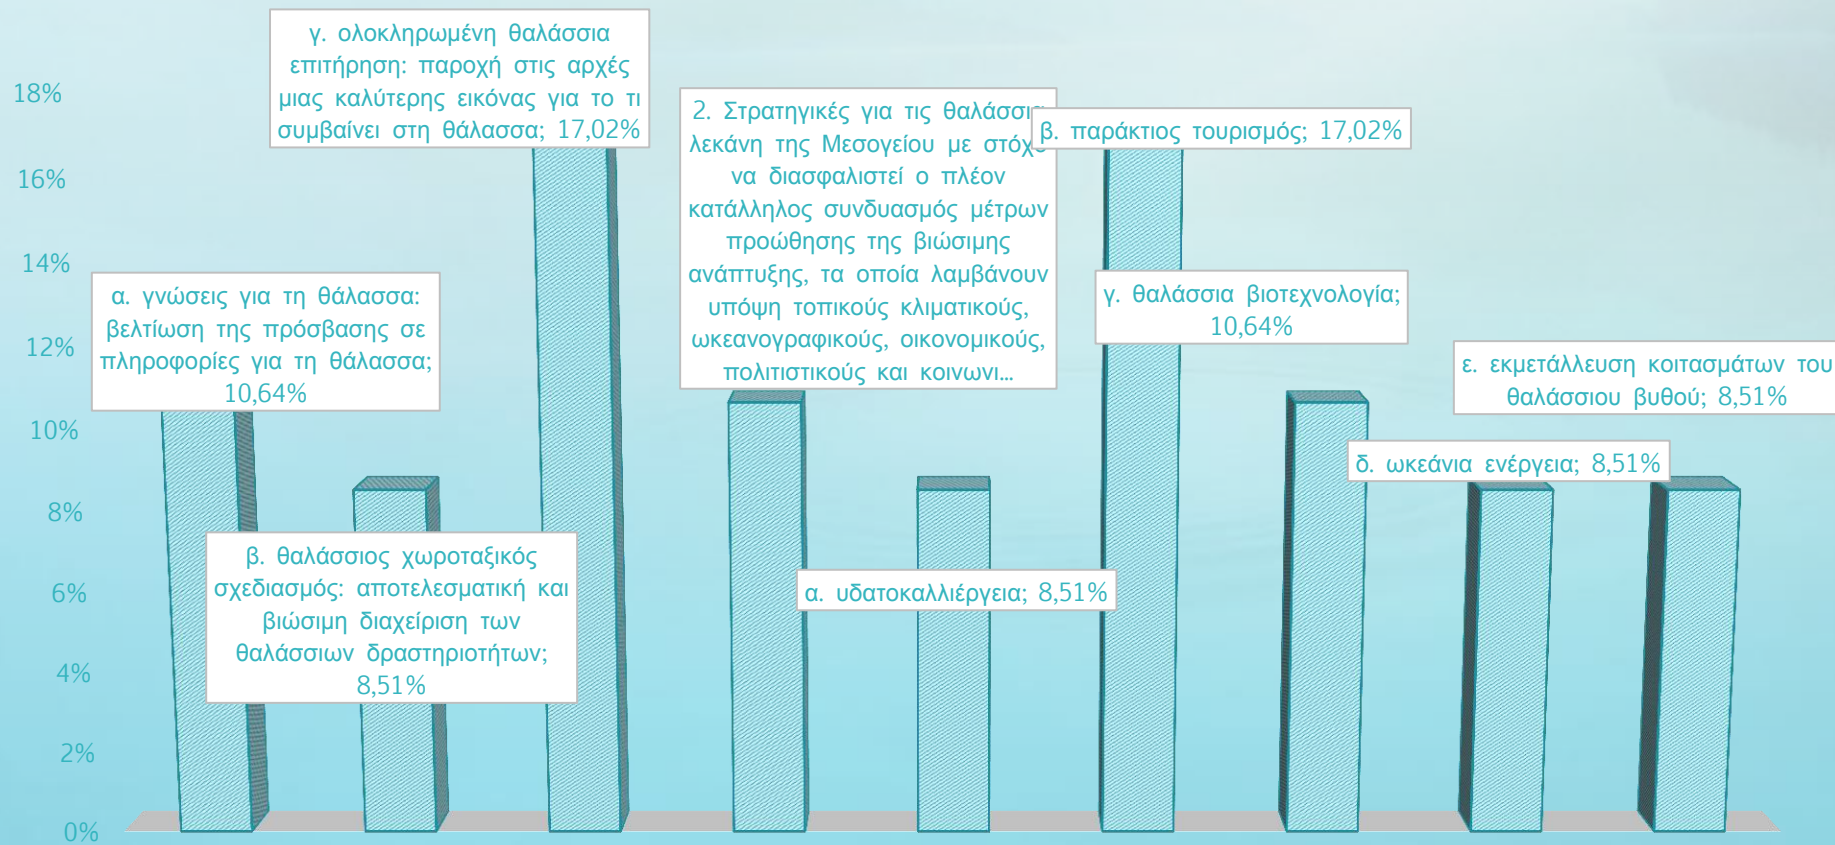 18%
16%
14%
12%
10%
8%
6%
4%
2%
0%
α. γνώσεις για τη θάλασσα:
βελτίωση της πρόσβασης σε
πληροφορίες για τη θάλασσα;
10,64%
β. θαλάσσιος χωροταξικός
σχεδιασμός: αποτελεσματική και
βιώσιμη διαχείριση των
θαλάσσιων δραστηριοτήτων;
8,51%
γ. ολοκληρωμένη θαλάσσια
επιτήρηση: παροχή στις αρχές
μιας καλύτερης εικόνας για το τι
συμβαίνει στη θάλασσα; 17,02%
2. Στρατηγικές για τις
λεκάνη της Μεσογείου με
να διασφαλιστεί ο πλέον
κατάλληλος συνδυασμός μέτρων
προώθησης της βιώσιμης
ανάπτυξης, τα οποία λαμβάνουν
υπόψη τοπικούς κλιματικούς,
ωκεανογραφικούς, οικονομικούς,
πολιτιστικούς και κοινωνι...
α. υδατοκαλλιέργεια; 8,51%
β. παράκτιος τουρισμός; 17,02%
γ. θαλάσσια βιοτεχνολογία;
10,64%
δ. ωκεάνια ενέργεια; 8,51%
ε. εκμετάλλευση κοιτασμάτων του
θαλάσσιου βυθού; 8,51%